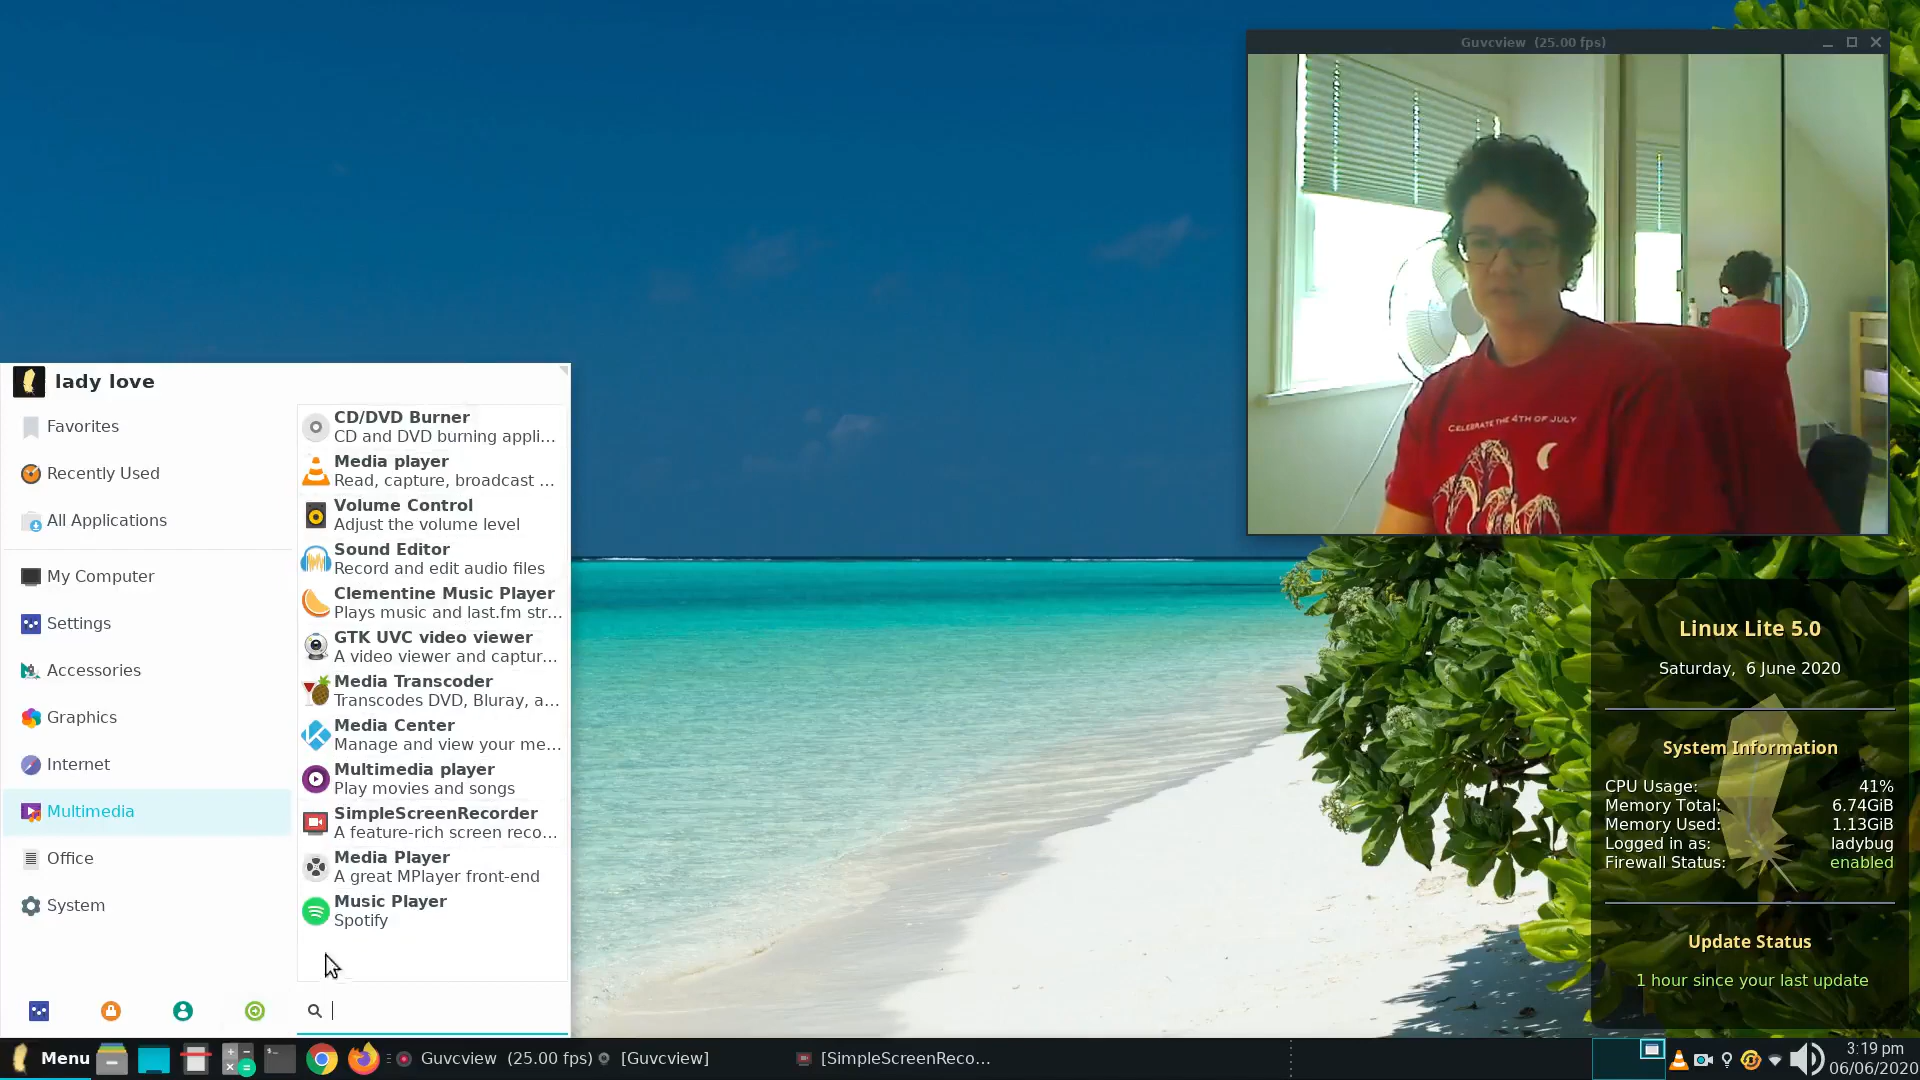 Guvcview (25.00 fps)
CELEBRATE THE 4TH OF JULY
lady love
Favorites
Recently Used
All Applications
My Computer
Settings
Accessories
Graphics
Internet
Multimedia
Office
System
CD/DVD Burner
CD and DVD burning appli...
Media player
Read, capture, broadcast ...
Volume Control
Adjust the volume level
Sound Editor
Record and edit audio files
Clementine Music Player
Plays music and last.fm str...
GTK UVC video viewer
A video viewer and captur...
Media Transcoder
Transcodes DVD, Bluray, a...
Media Center
Manage and view your me...
Multimedia player
Play movies and songs
SimpleScreenRecorder
A feature-rich screen reco...
Media Player
A great MPlayer front-end
Music Player
Spotify
Linux Lite 5.0
Saturday, 6 June 2020
System Information
CPU Usage: 41%
Memory Total: 6.74GiB
Memory Used: 1.13GiB
Logged in as: ladybug
Firewall Status: enabled
Update Status
1 hour since your last update
Menu
Guvcview (25.00 fps)
[Guvcview]
[SimpleScreenReco...
3:19 pm
06/06/2020